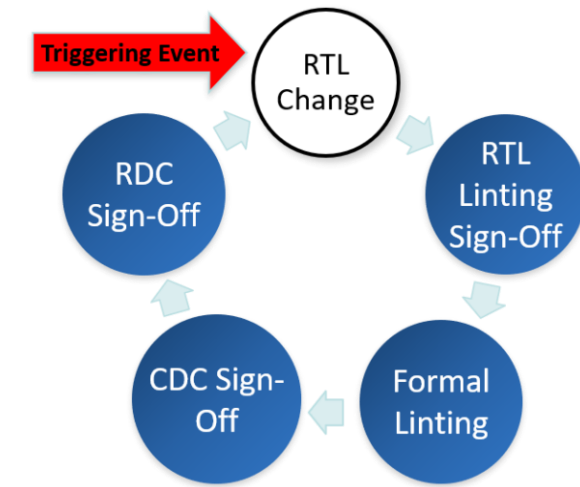 Triggering Event
RTL
Change
RTL
Linting
Sign-Off
Formal
Linting
CDC Sign-
Off
RDC
Sign-Off